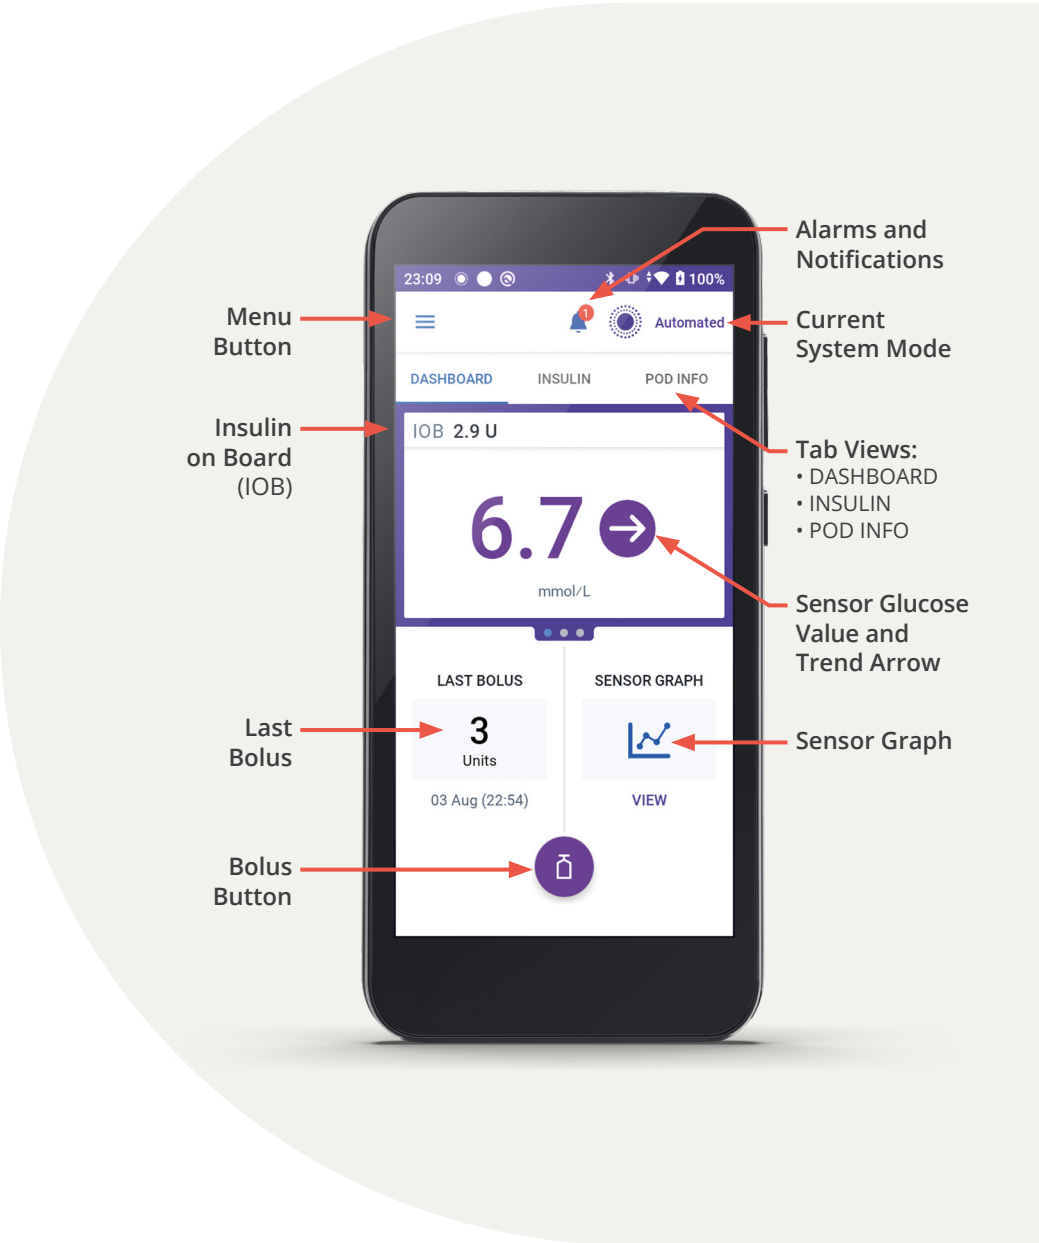 Alarms and
Notifications
23:09
100%
Menu
Button
1
Automated
Current
System Mode
DASHBOARD
INSULIN
POD INFO
Insulin
on Board
(IOB)
IOB 2.9 U
Tab Views:
• DASHBOARD
• INSULIN
• POD INFO
6.7
mmol/L
Sensor Glucose
Value and
Trend Arrow
LAST BOLUS
SENSOR GRAPH
Last
Bolus
3
Units
Sensor Graph
03 Aug (22:54)
VIEW
Bolus
Button